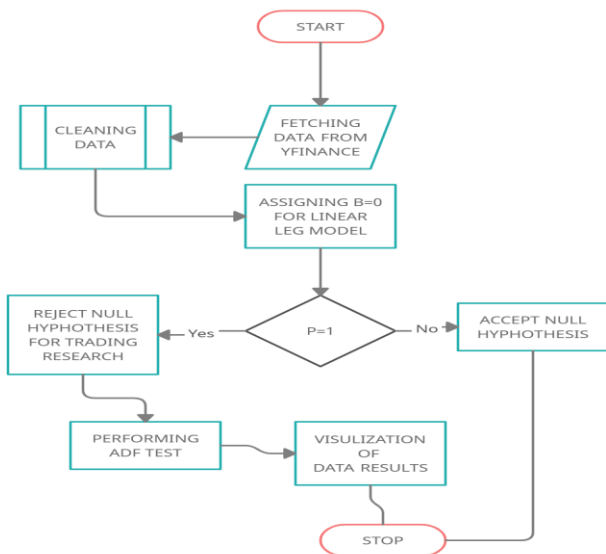 START
FETCHING
DATA FROM
YFINANCE
CLEANING
DATA
ASSIGNING B=0
FOR LINEAR
LEG MODEL
P=1
Yes
No
REJECT NULL
HYPHOTHESIS
FOR TRADING
RESEARCH
ACCEPT NULL
HYPHOTHESIS
PERFORMING
ADF TEST
VISULIZATION
OF
DATA RESULTS
STOP